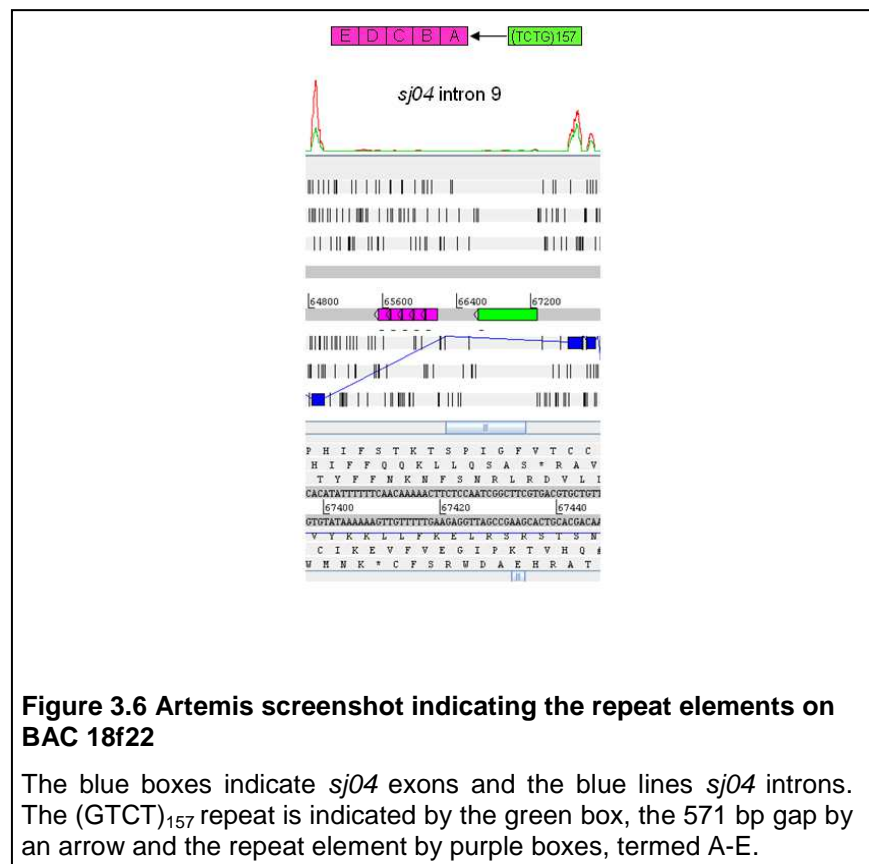 E D C B A (TCTG)157
sj04 intron 9
64800 65600 66400 67200
P H I F S T K T S P I G F V T C C
H I F F Q Q K L L Q S A S * R A V
T Y F F N K N F S N R L R D V L I
CACATATTTTTTCAACAAAAACTTCTCCAATCGGCTTCGTGACGTGCTGTT
67400 67420 67440
GTGTATAAAAAAGTTGTTTTTGAAGAGGTTAGCCGAAGCACTGCACGACAA
V Y K K L L F K E L R S R S T S N
C I K E V F V E G I P K T V H Q #
W M N K * C F S R W D A E H R A T
Figure 3.6 Artemis screenshot indicating the repeat elements on
BAC 18f22
The blue boxes indicate sj04 exons and the blue lines sj04 introns.
The (GTCT)157 repeat is indicated by the green box, the 571 bp gap by
an arrow and the repeat element by purple boxes, termed A-E.